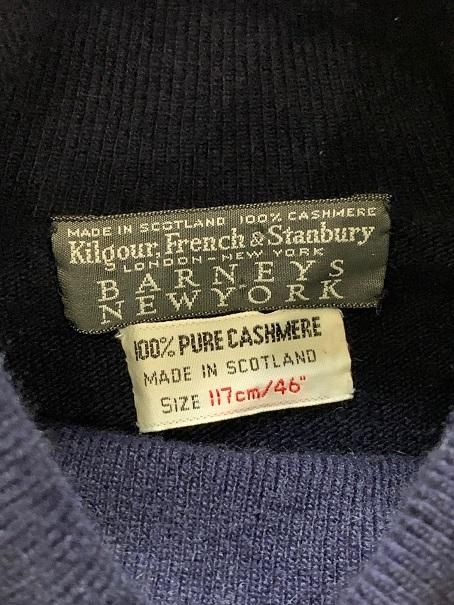 MADE IN SCOTLAND 100% CASHMERE
Kilgour, French & Stanbury
LONDON - NEW YORK
BARNEYS
NEWYORK
100% PURE CASHMERE
MADE IN SCOTLAND
SIZE 117cm/46"